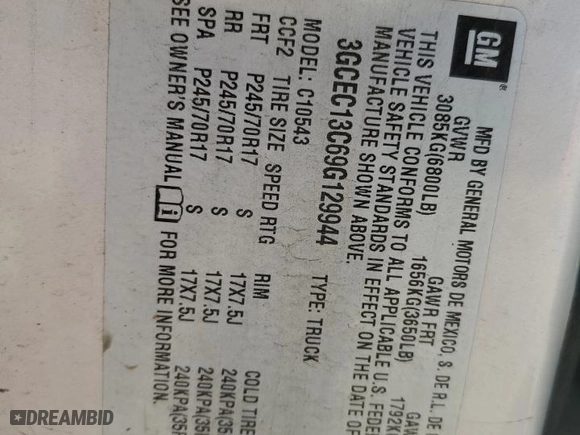 GM
®
MFD BY GENERAL MOTORS DE MEXICO, S. DE R.L. DE
GVWR GAWR FRT
3085KG(6800LB) 1656KG(3650LB) 1792K
THIS VEHICLE CONFORMS TO ALL APPLICABLE U.S.
VEHICLE SAFETY STANDARDS IN EFFECT ON THE DATE OF
MANUFACTURE SHOWN ABOVE.
3GCEC13C69G129944 TYPE: TRUCK
MODEL: C10543
CCF2 TIRE SIZE SPEED RTG RIM COLD TIRE
FRT P245/70R17 S 17X7.5J 240KPA(35
RR P245/70R17 S 17X7.5J 240KPA(35
SPA P245/70R17 S 17X7.5J 240KPA(35
SEE OWNER'S MANUAL FOR MORE INFORMATION.
DREAMBID